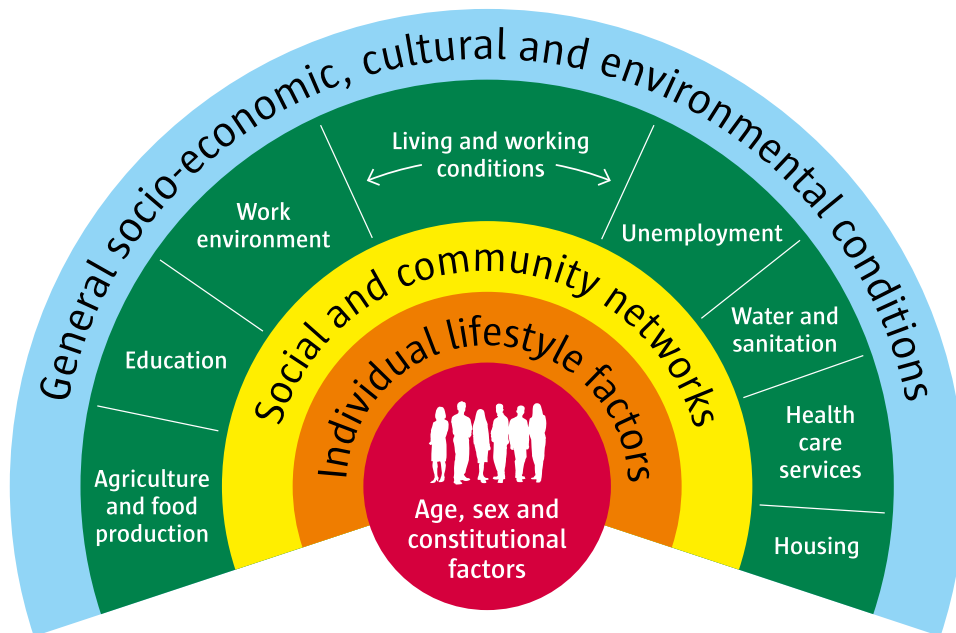 General socio-economic, cultural and environmental conditions
Living and working
conditions
Work
environment
Unemployment
Education
Water and
sanitation
Agriculture
and food
production
Health
care
services
Housing
Social and community networks
Individual lifestyle factors
Age, sex and
constitutional
factors